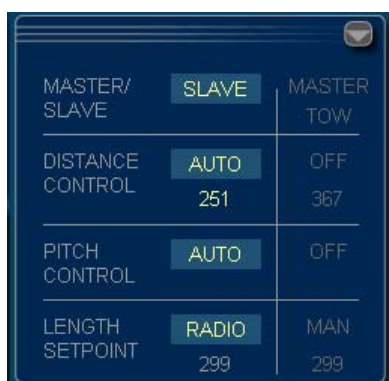 MASTER/ SLAVE MASTER
SLAVE TOW
DISTANCE AUTO OFF
CONTROL 251 367
PITCH AUTO OFF
CONTROL
LENGTH RADIO MAN
SETPOINT 299 299